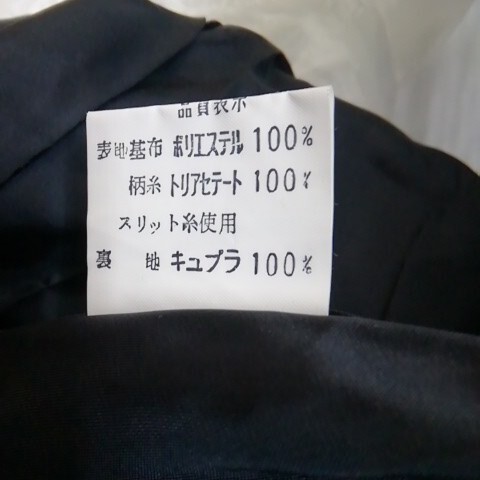 品質表示
表地基布 ポリエステル 100%
柄糸 トリアセテート 100%
スリット糸使用
裏 地 キュプラ 100%